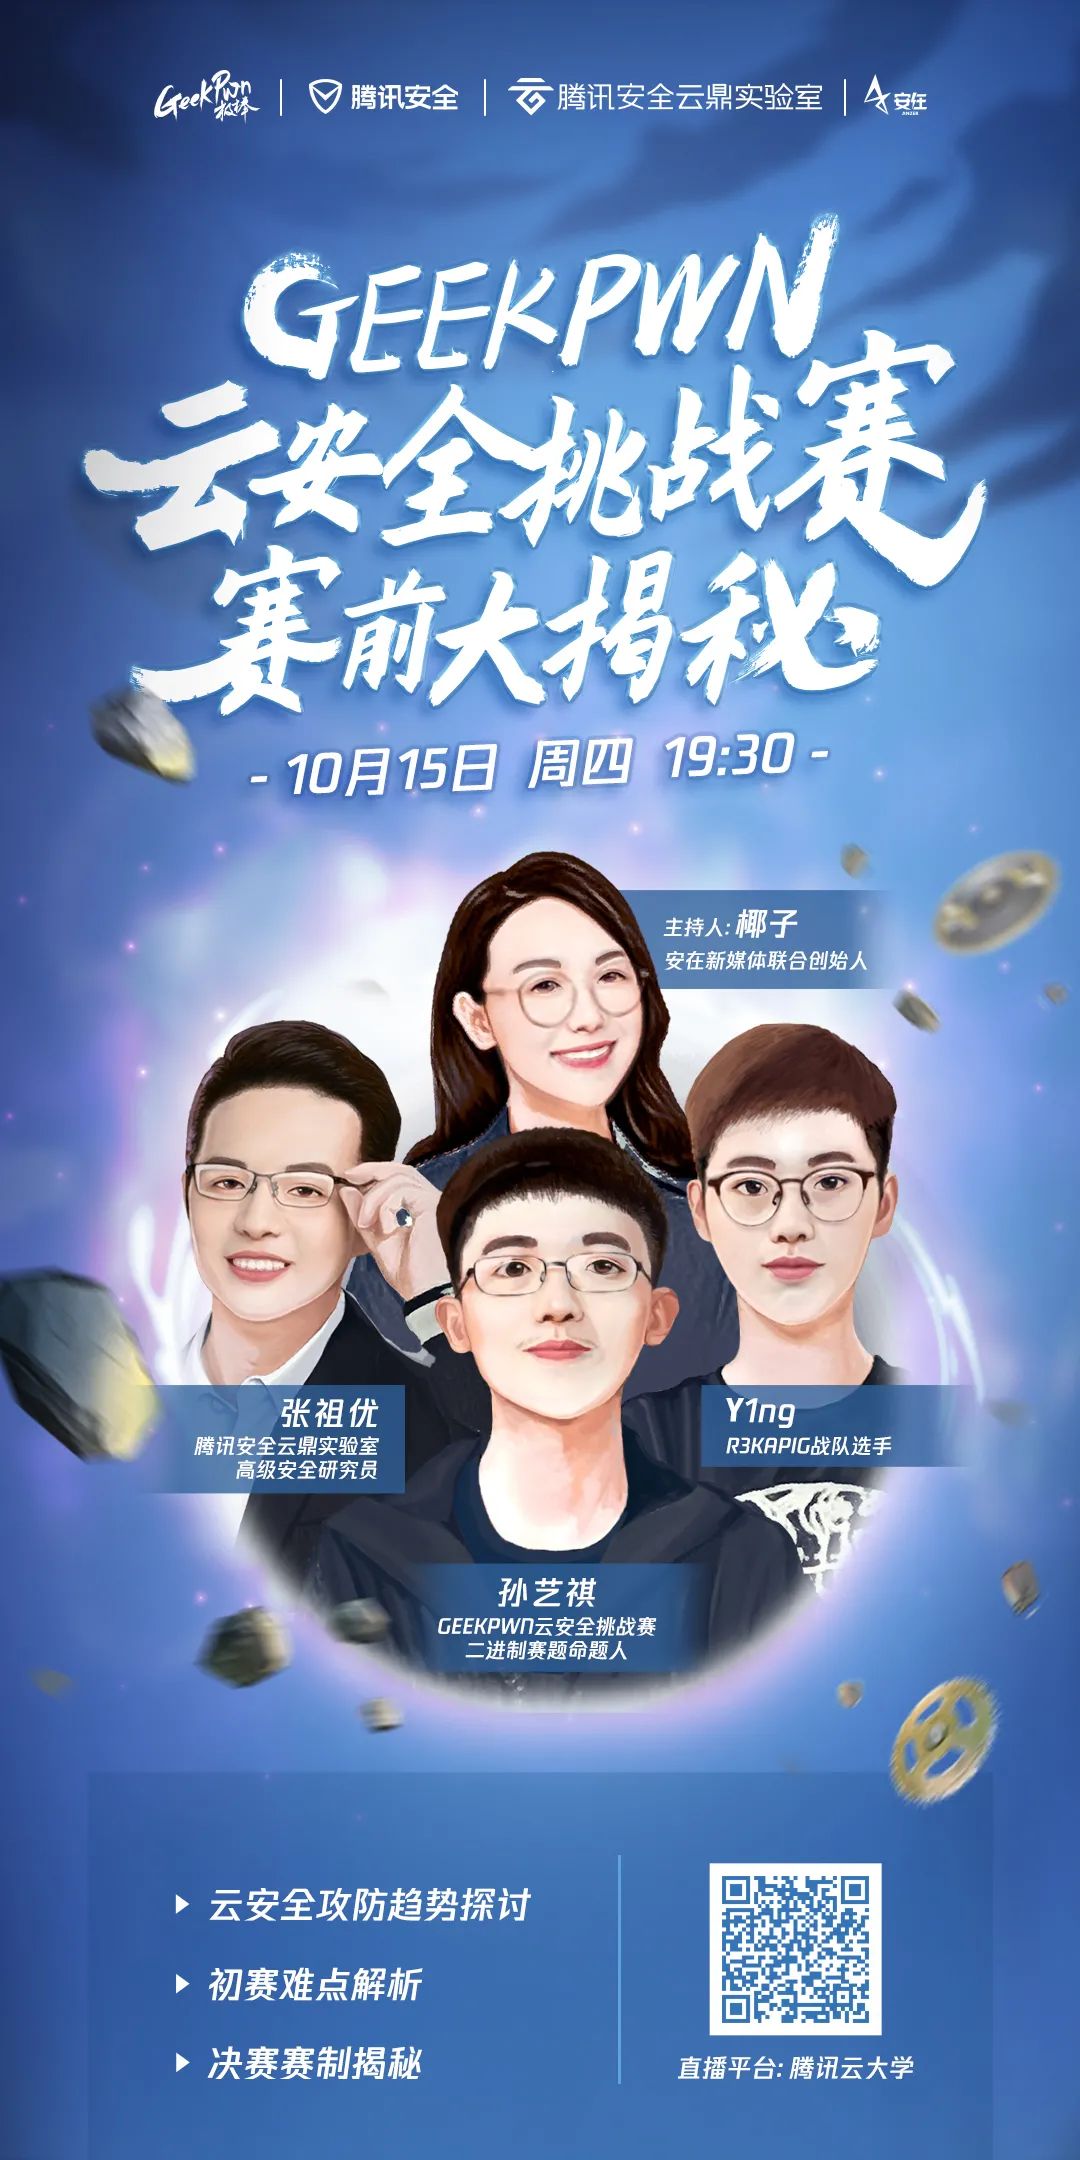 GeekPwn 极棒 | 腾讯安全 | 腾讯安全云鼎实验室 | 安在
ANZER
GEEKPWN
云安全挑战赛
赛前大揭秘
- 10月15日 周四 19:30 -
主持人: 椰子
安在新媒体联合创始人
张祖优
腾讯安全云鼎实验室
高级安全研究员
Y1ng
R3KAPIG战队选手
孙艺祺
GEEKPWN云安全挑战赛
二进制赛题命题人
▶ 云安全攻防趋势探讨
▶ 初赛难点解析
▶ 决赛赛制揭秘
直播平台: 腾讯云大学